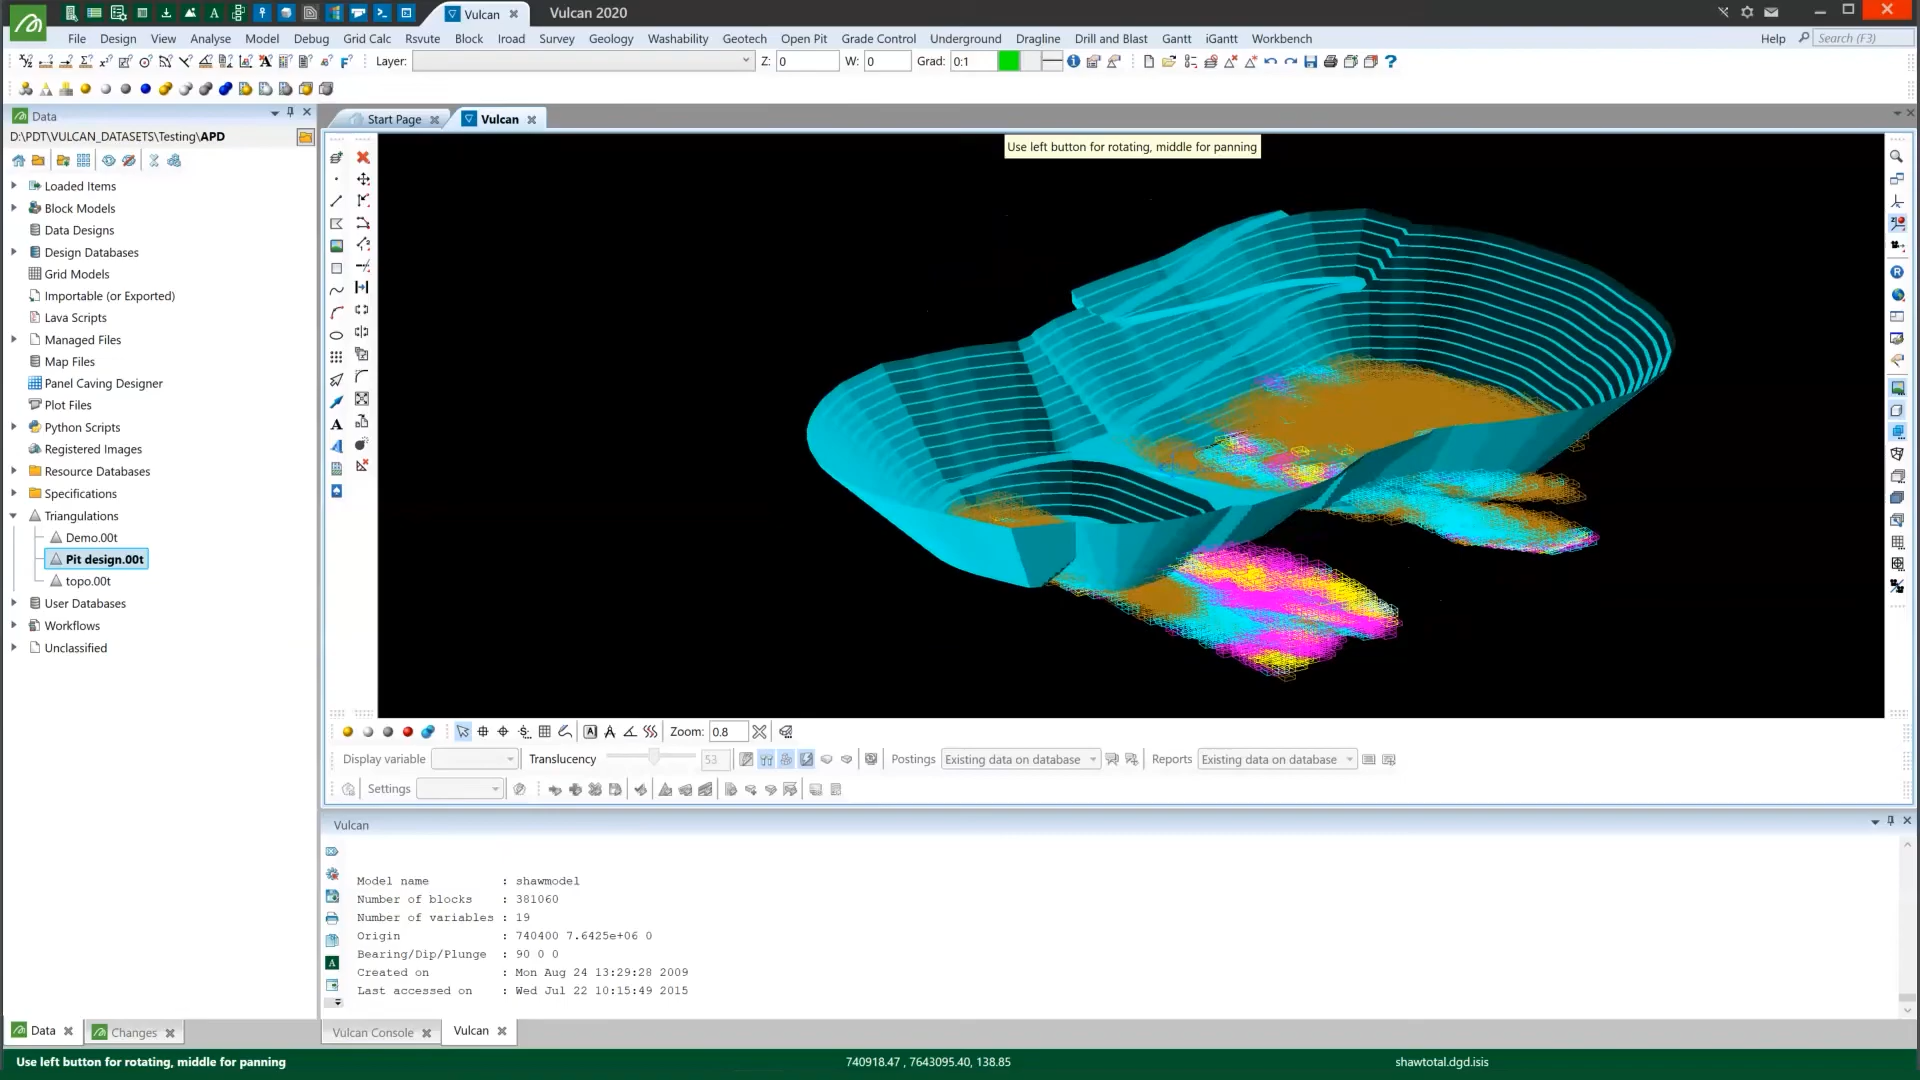 Vulcan
Vulcan 2020
File Design View Analyse Model Debug Grid Calc Rsvute Block Iroad Survey Geology Washability Geotech Open Pit Grade Control Underground Dragline Drill and Blast Gantt iGantt Workbench
Help Search (F3)
Layer: Z: 0 W: 0 Grad: 0:1
Data
D:\PDT\VULCAN_DATASETS\Testing\APD
Start Page Vulcan
Use left button for rotating, middle for panning
Loaded Items
Block Models
Data Designs
Design Databases
Grid Models
Importable (or Exported)
Lava Scripts
Managed Files
Map Files
Panel Caving Designer
Plot Files
Python Scripts
Registered Images
Resource Databases
Specifications
Triangulations
Demo.00t
Pit design.00t
topo.00t
User Databases
Workflows
Unclassified
Zoom: 0.8
Display variable Translucency 53 Postings Existing data on database Reports Existing data on database
Settings
Vulcan
Model name : shawmodel
Number of blocks : 381060
Number of variables : 19
Origin : 740400 7.6425e+06 0
Bearing/Dip/Plunge : 90 0 0
Created on : Mon Aug 24 13:29:28 2009
Last accessed on : Wed Jul 22 10:15:49 2015
Data Changes Vulcan Console Vulcan
Use left button for rotating, middle for panning 740918.47 , 7643095.40, 138.85 shawtotal.dgd.isis